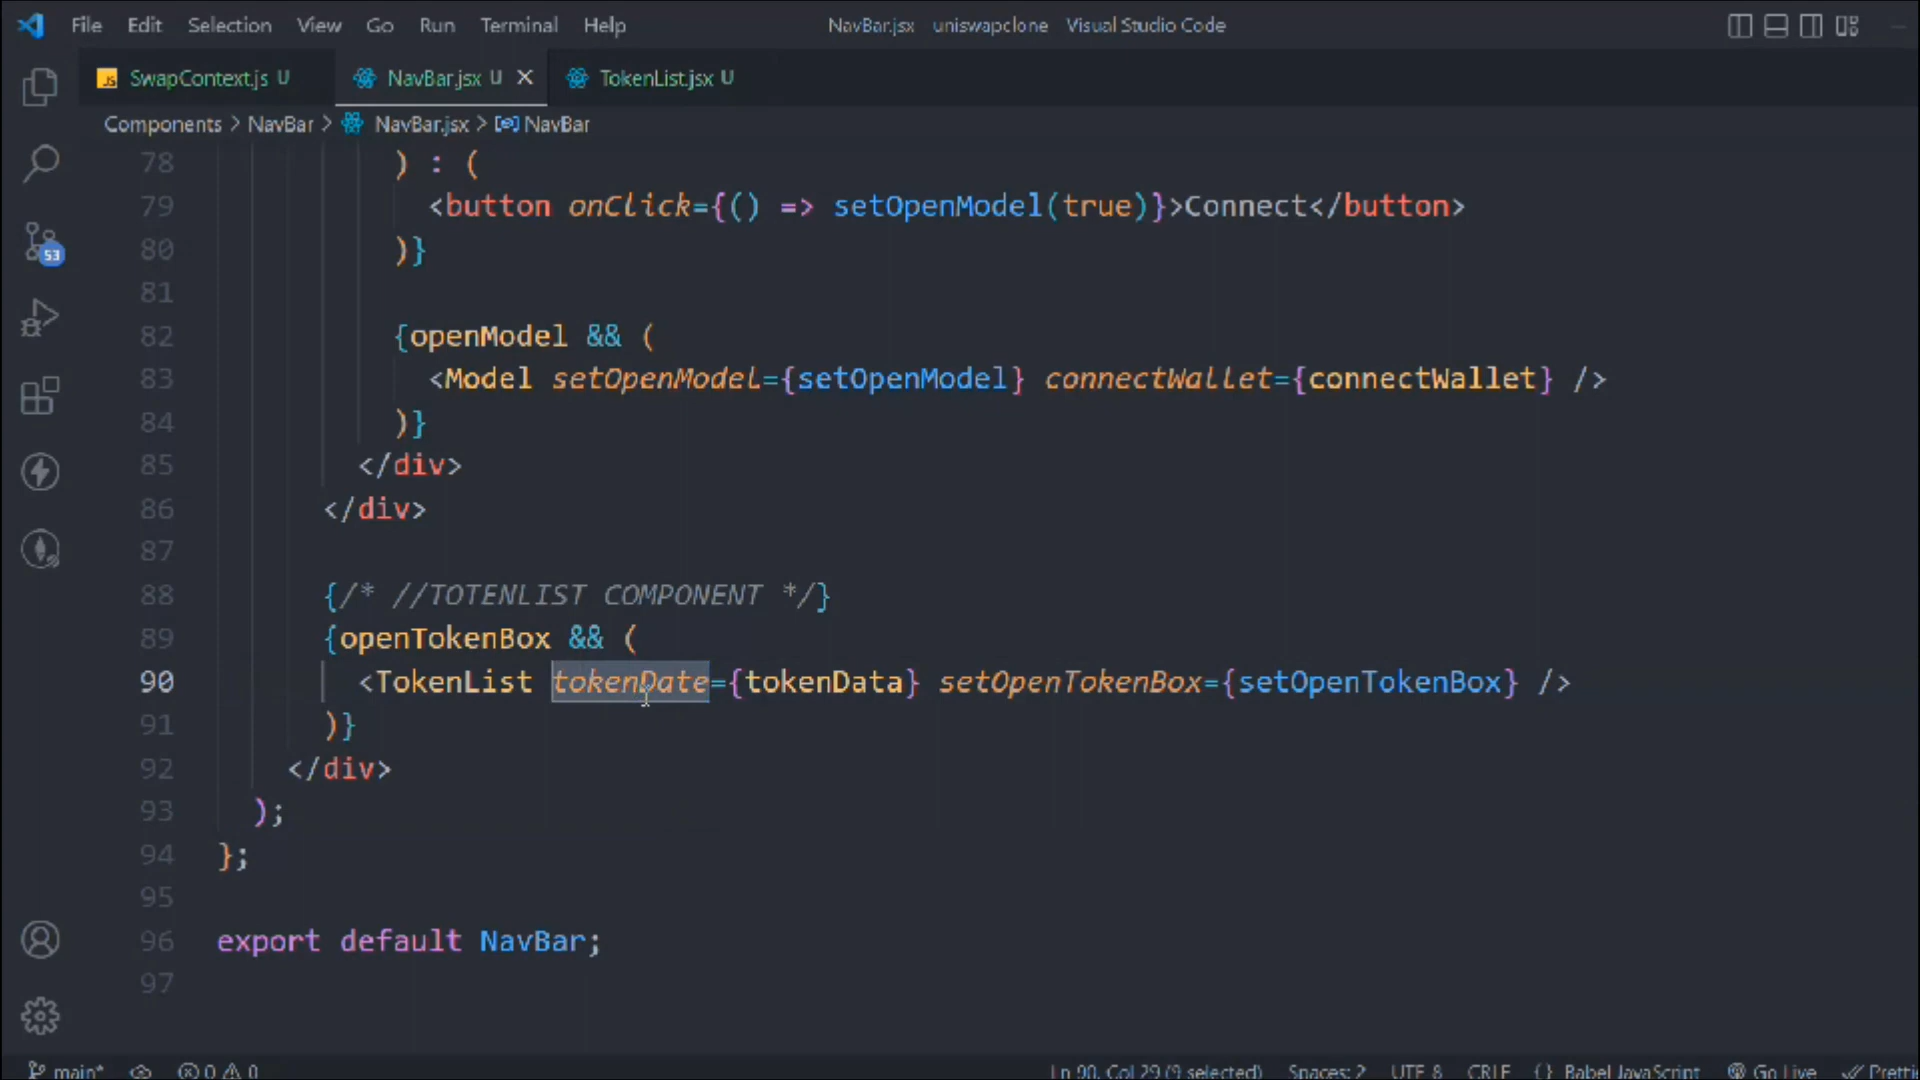 File Edit Selection View Go Run Terminal Help NavBar.jsx uniswapclone Visual Studio Code
JS SwapContext.js U NavBar.jsx U TokenList.jsx U
Components > NavBar > NavBar.jsx > NavBar
78 ) : (
79 <button onClick={() => setOpenModel(true)}>Connect</button>
80 )}
81
82 {openModel && (
83 <Model setOpenModel={setOpenModel} connectWallet={connectWallet} />
84 )}
85 </div>
86 </div>
87
88 {/* //TOTENLIST COMPONENT */}
89 {openTokenBox && (
90 <TokenList tokenDate={tokenData} setOpenTokenBox={setOpenTokenBox} />
91 )}
92 </div>
93 );
94 };
95
96 export default NavBar;
97
53
main* 0 0 Ln 90, Col 29 (9 selected) Spaces: 2 UTF 8 CRLF {} Babel JavaScript Go Live Pretti